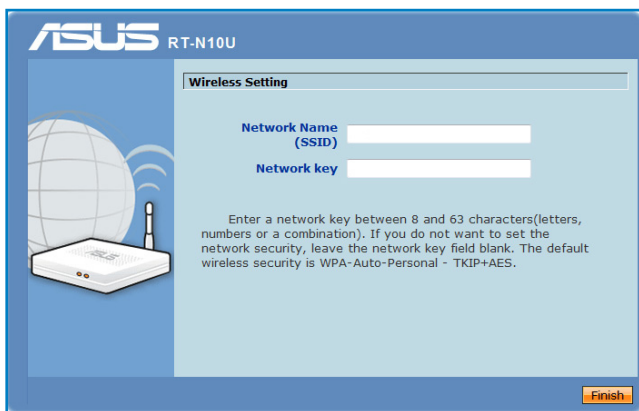 ASUS RT-N10U
Wireless Setting
Network Name
(SSID)
Network key
Enter a network key between 8 and 63 characters(letters,
numbers or a combination). If you do not want to set the
network security, leave the network key field blank. The default
wireless security is WPA-Auto-Personal - TKIP+AES.
ASUS
Finish